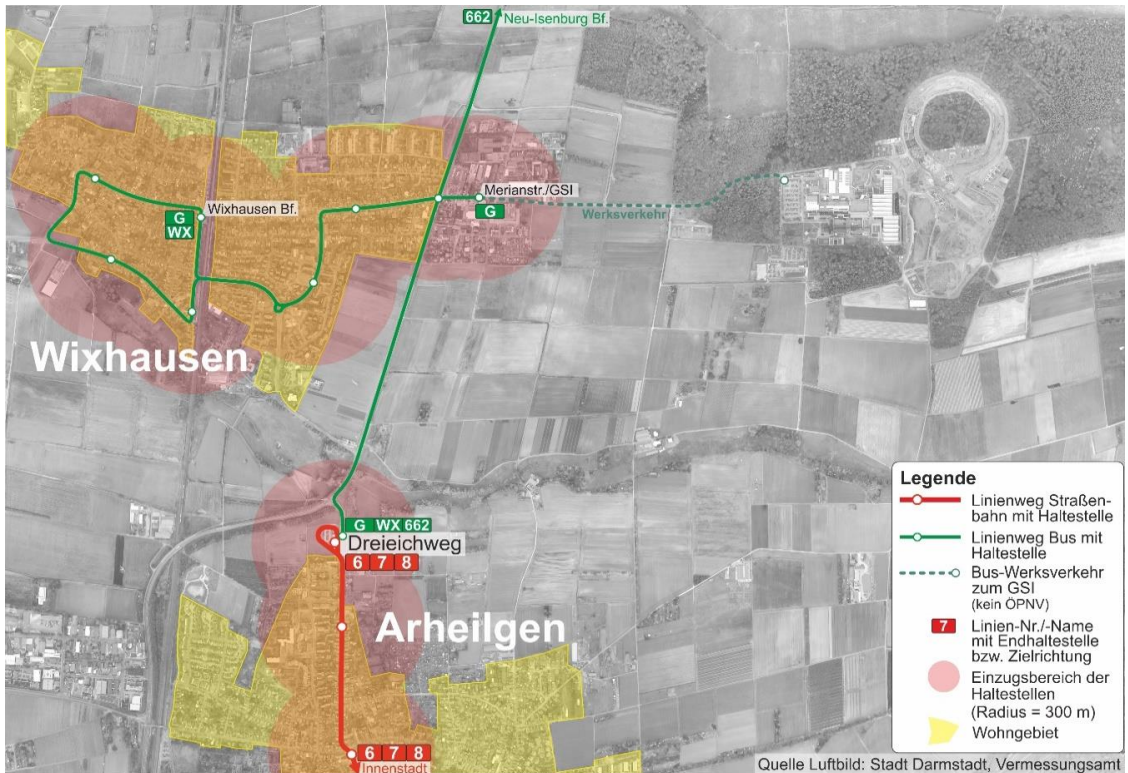 662 Neu-Isenburg Bf.
Merianstr./GSI
G
Werksverkehr
Wixhausen Bf.
G
WX
Wixhausen
G WX 662
Dreieichweg
6 7 8
Arheilgen
6 7 8
Innenstadt
Legende
Linienweg Straßen-
bahn mit Haltestelle
Linienweg Bus mit
Haltestelle
Bus-Werksverkehr
zum GSI
(kein ÖPNV)
7 Linien-Nr./-Name
mit Endhaltestelle
bzw. Zielrichtung
Einzugsbereich der
Haltestellen
(Radius = 300 m)
Wohngebiet
Quelle Luftbild: Stadt Darmstadt, Vermessungsamt